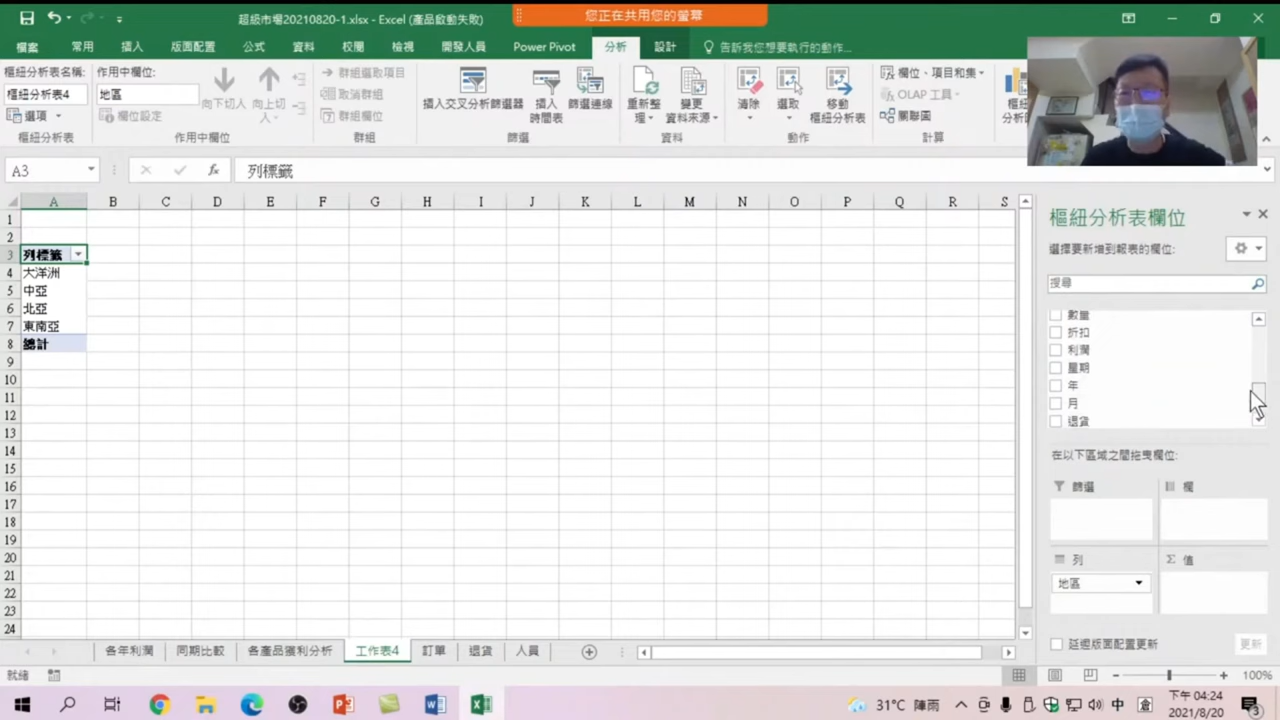 超級市場20210820-1.xlsx - Excel (產品啟動失敗)
您正在共用您的螢幕
檔案 常用 插入 版面配置 公式 資料 校閱 檢視 開發人員 Power Pivot 分析 設計 告訴我您想要執行的動作...
樞紐分析表名稱: 作用中欄位:
樞紐分析表4 地區
選項 欄位設定
向下切入 向上切入
群組選取項目
取消群組
群組欄位
插入交叉分析篩選器 插入時間表 篩選連線
重新整理 變更資料來源
清除 選取 移動樞紐分析表
欄位、項目和集
OLAP 工具
關聯圖
樞紐分析表 作用中欄位 群組 篩選 資料 動作 計算
A3 fx 列標籤
A B C D E F G H I J K L M N O P Q R S
1
2
3 列標籤
4 大洋洲
5 中亞
6 北亞
7 東南亞
8 總計
9
10
11
12
13
14
15
16
17
18
19
20
21
22
23
24
樞紐分析表欄位
選擇要新增到報表的欄位:
搜尋
數量
折扣
利潤
星期
年
月
退貨
在以下區域之間拖曳欄位:
篩選 欄
列 Σ 值
地區
延遲版面配置更新 更新
各年利潤 同期比較 各產品獲利分析 工作表4 訂單 退貨 人員
就緒 100%
31°C 陣雨 中 下午 04:24
2021/8/20 3